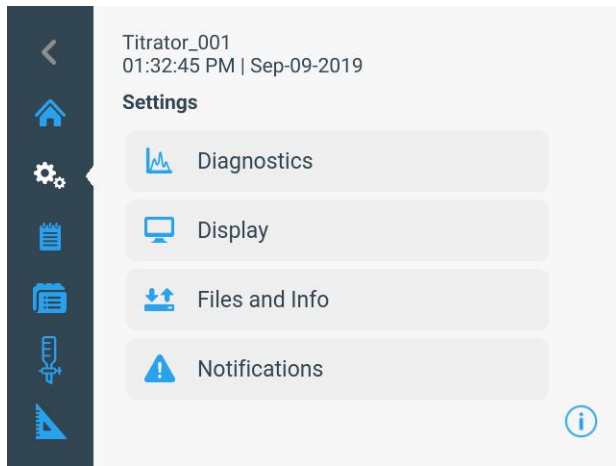 Titrator_001
01:32:45 PM | Sep-09-2019
Settings
Diagnostics
Display
Files and Info
Notifications